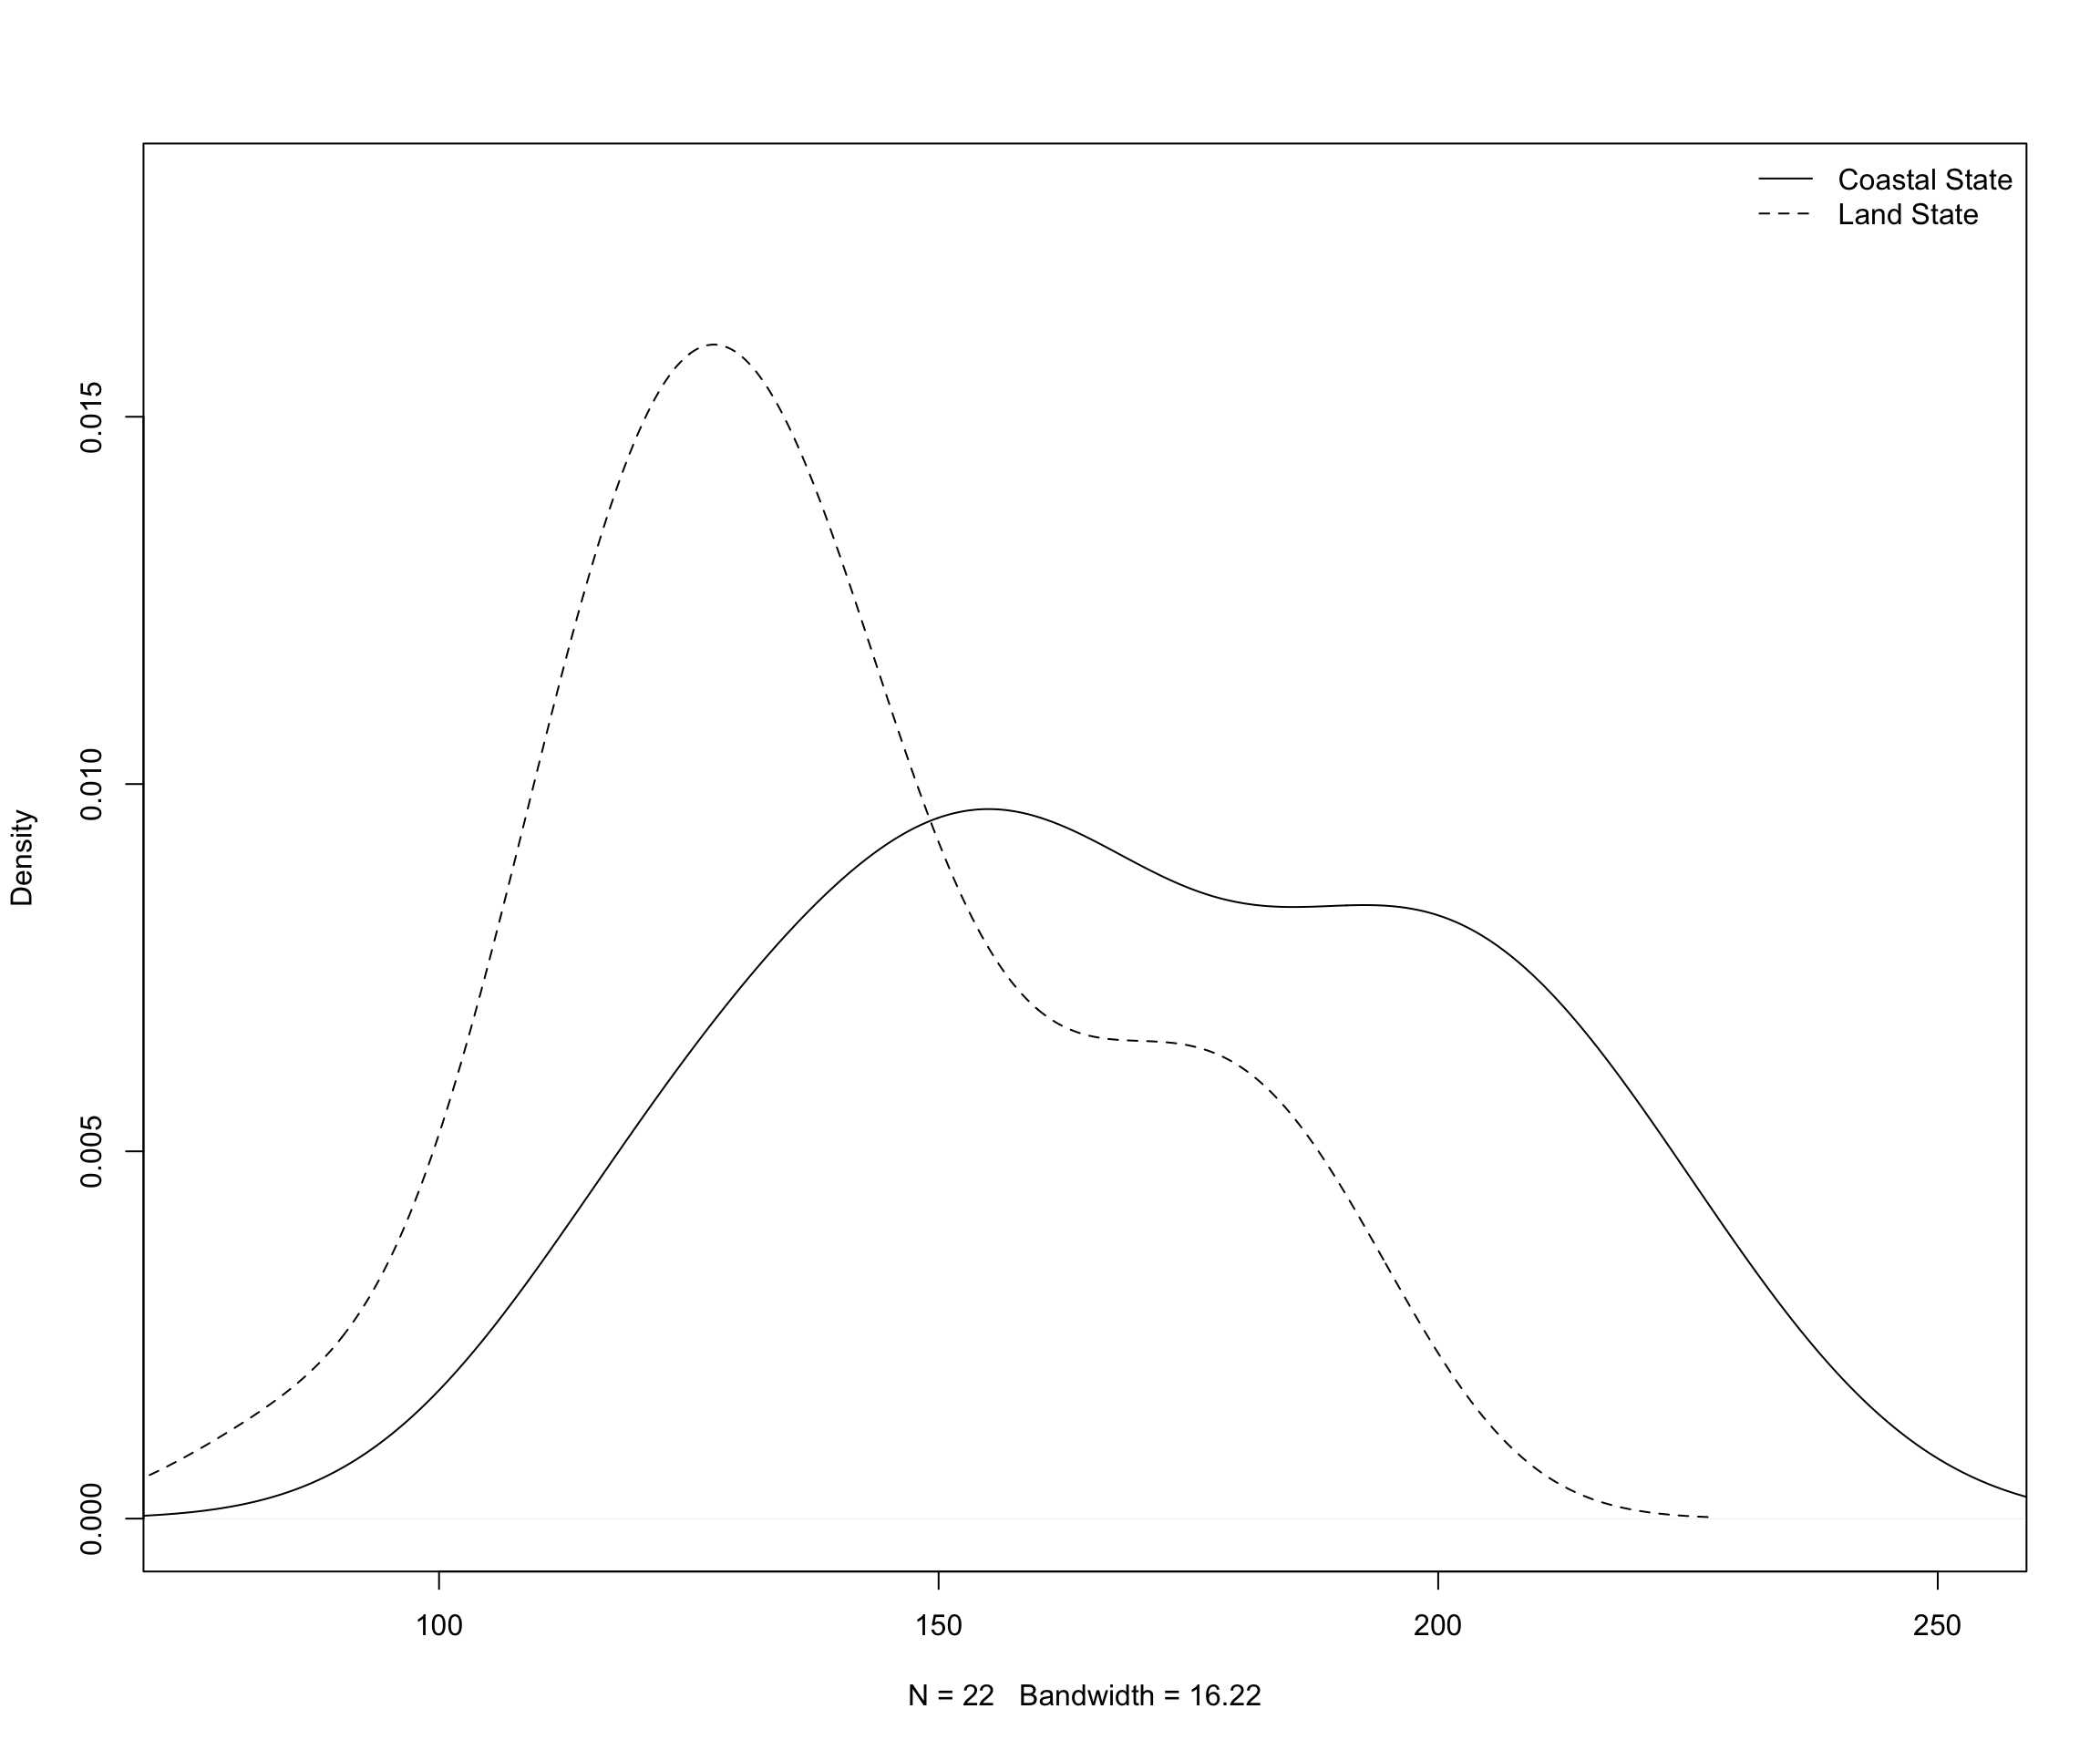 Coastal State
Land State
Density
0.015
0.010
0.005
0.000
100 150 200 250
N = 22 Bandwidth = 16.22